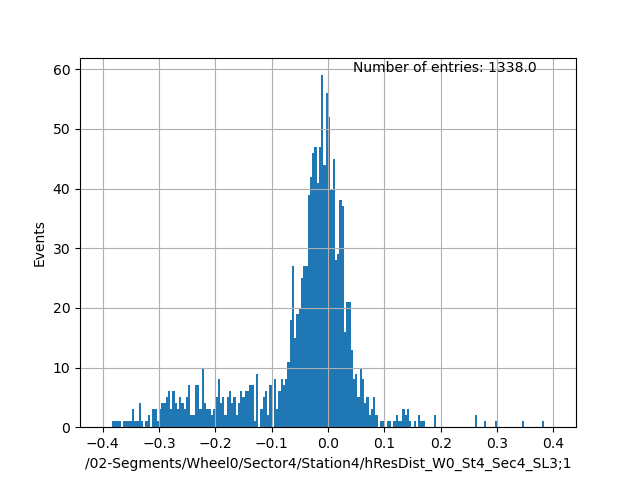 Number of entries: 1338.0
60
50
40
30
20
10
0
Events
−0.4 −0.3 −0.2 −0.1 0.0 0.1 0.2 0.3 0.4
/02-Segments/Wheel0/Sector4/Station4/hResDist_W0_St4_Sec4_SL3;1